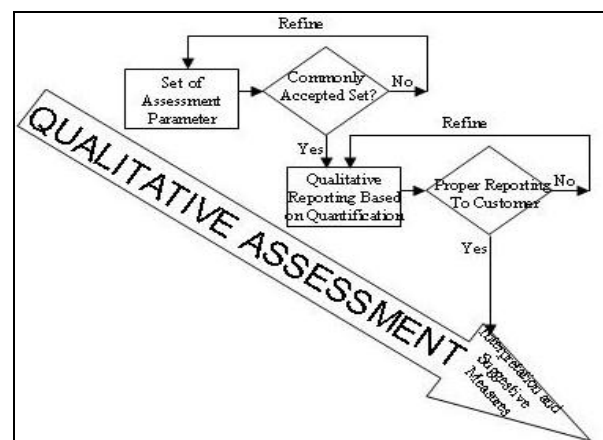 Refine
Set of
Assessment
Parameter
Commonly
Accepted Set?
No
Yes
Refine
Qualitative
Reporting Based
on Quantification
Proper Reporting
To Customer
No
Yes
QUALITATIVE ASSESSMENT
Interpretation and
Suggestive
Measures